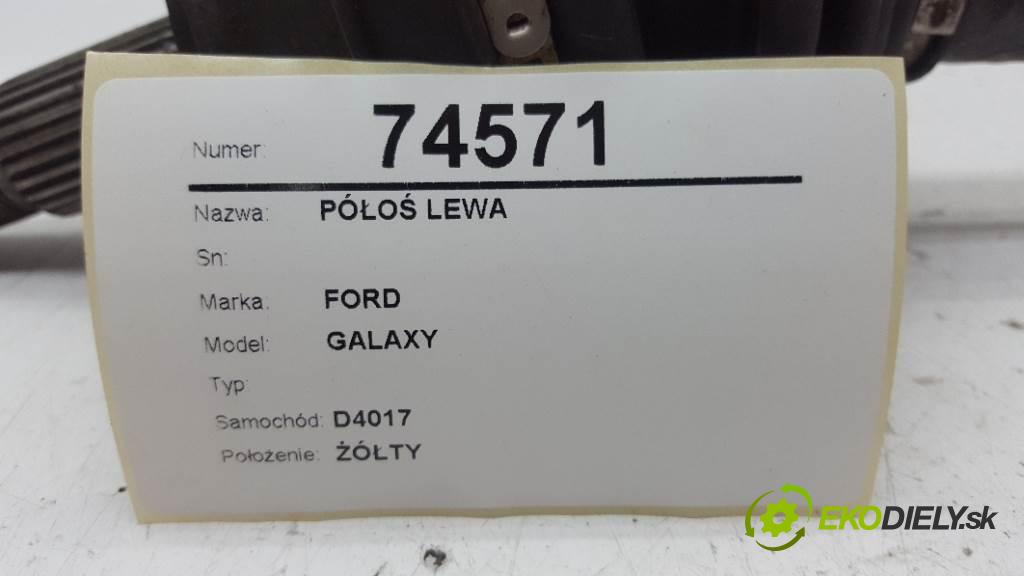 Numer: 74571
Nazwa: PÓŁOŚ LEWA
Sn:
Marka: FORD
Model: GALAXY
Typ:
Samochód: D4017
Położenie: ŻÓŁTY
EKODIELY.sk